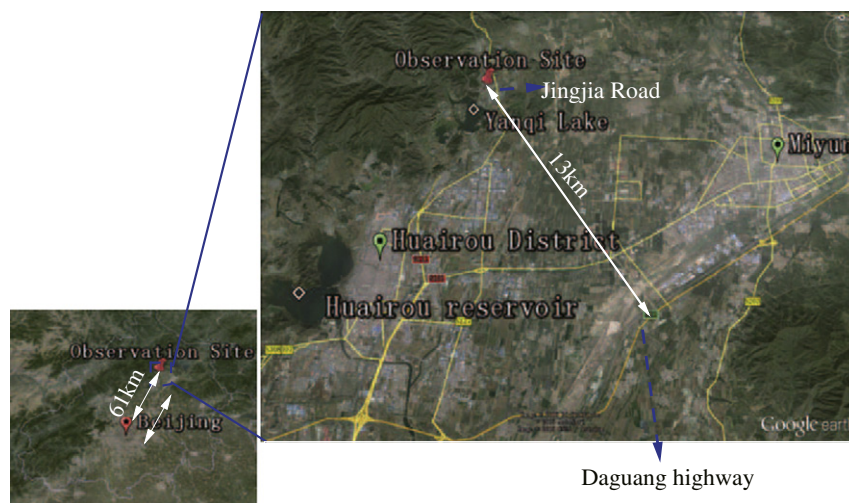 Observation Site
Jingjia Road
Yanqi Lake
Miyun
13km
Huairou District
Huairou reservoir
Observation Site
61km
Beijing
Google earth
Daguang highway